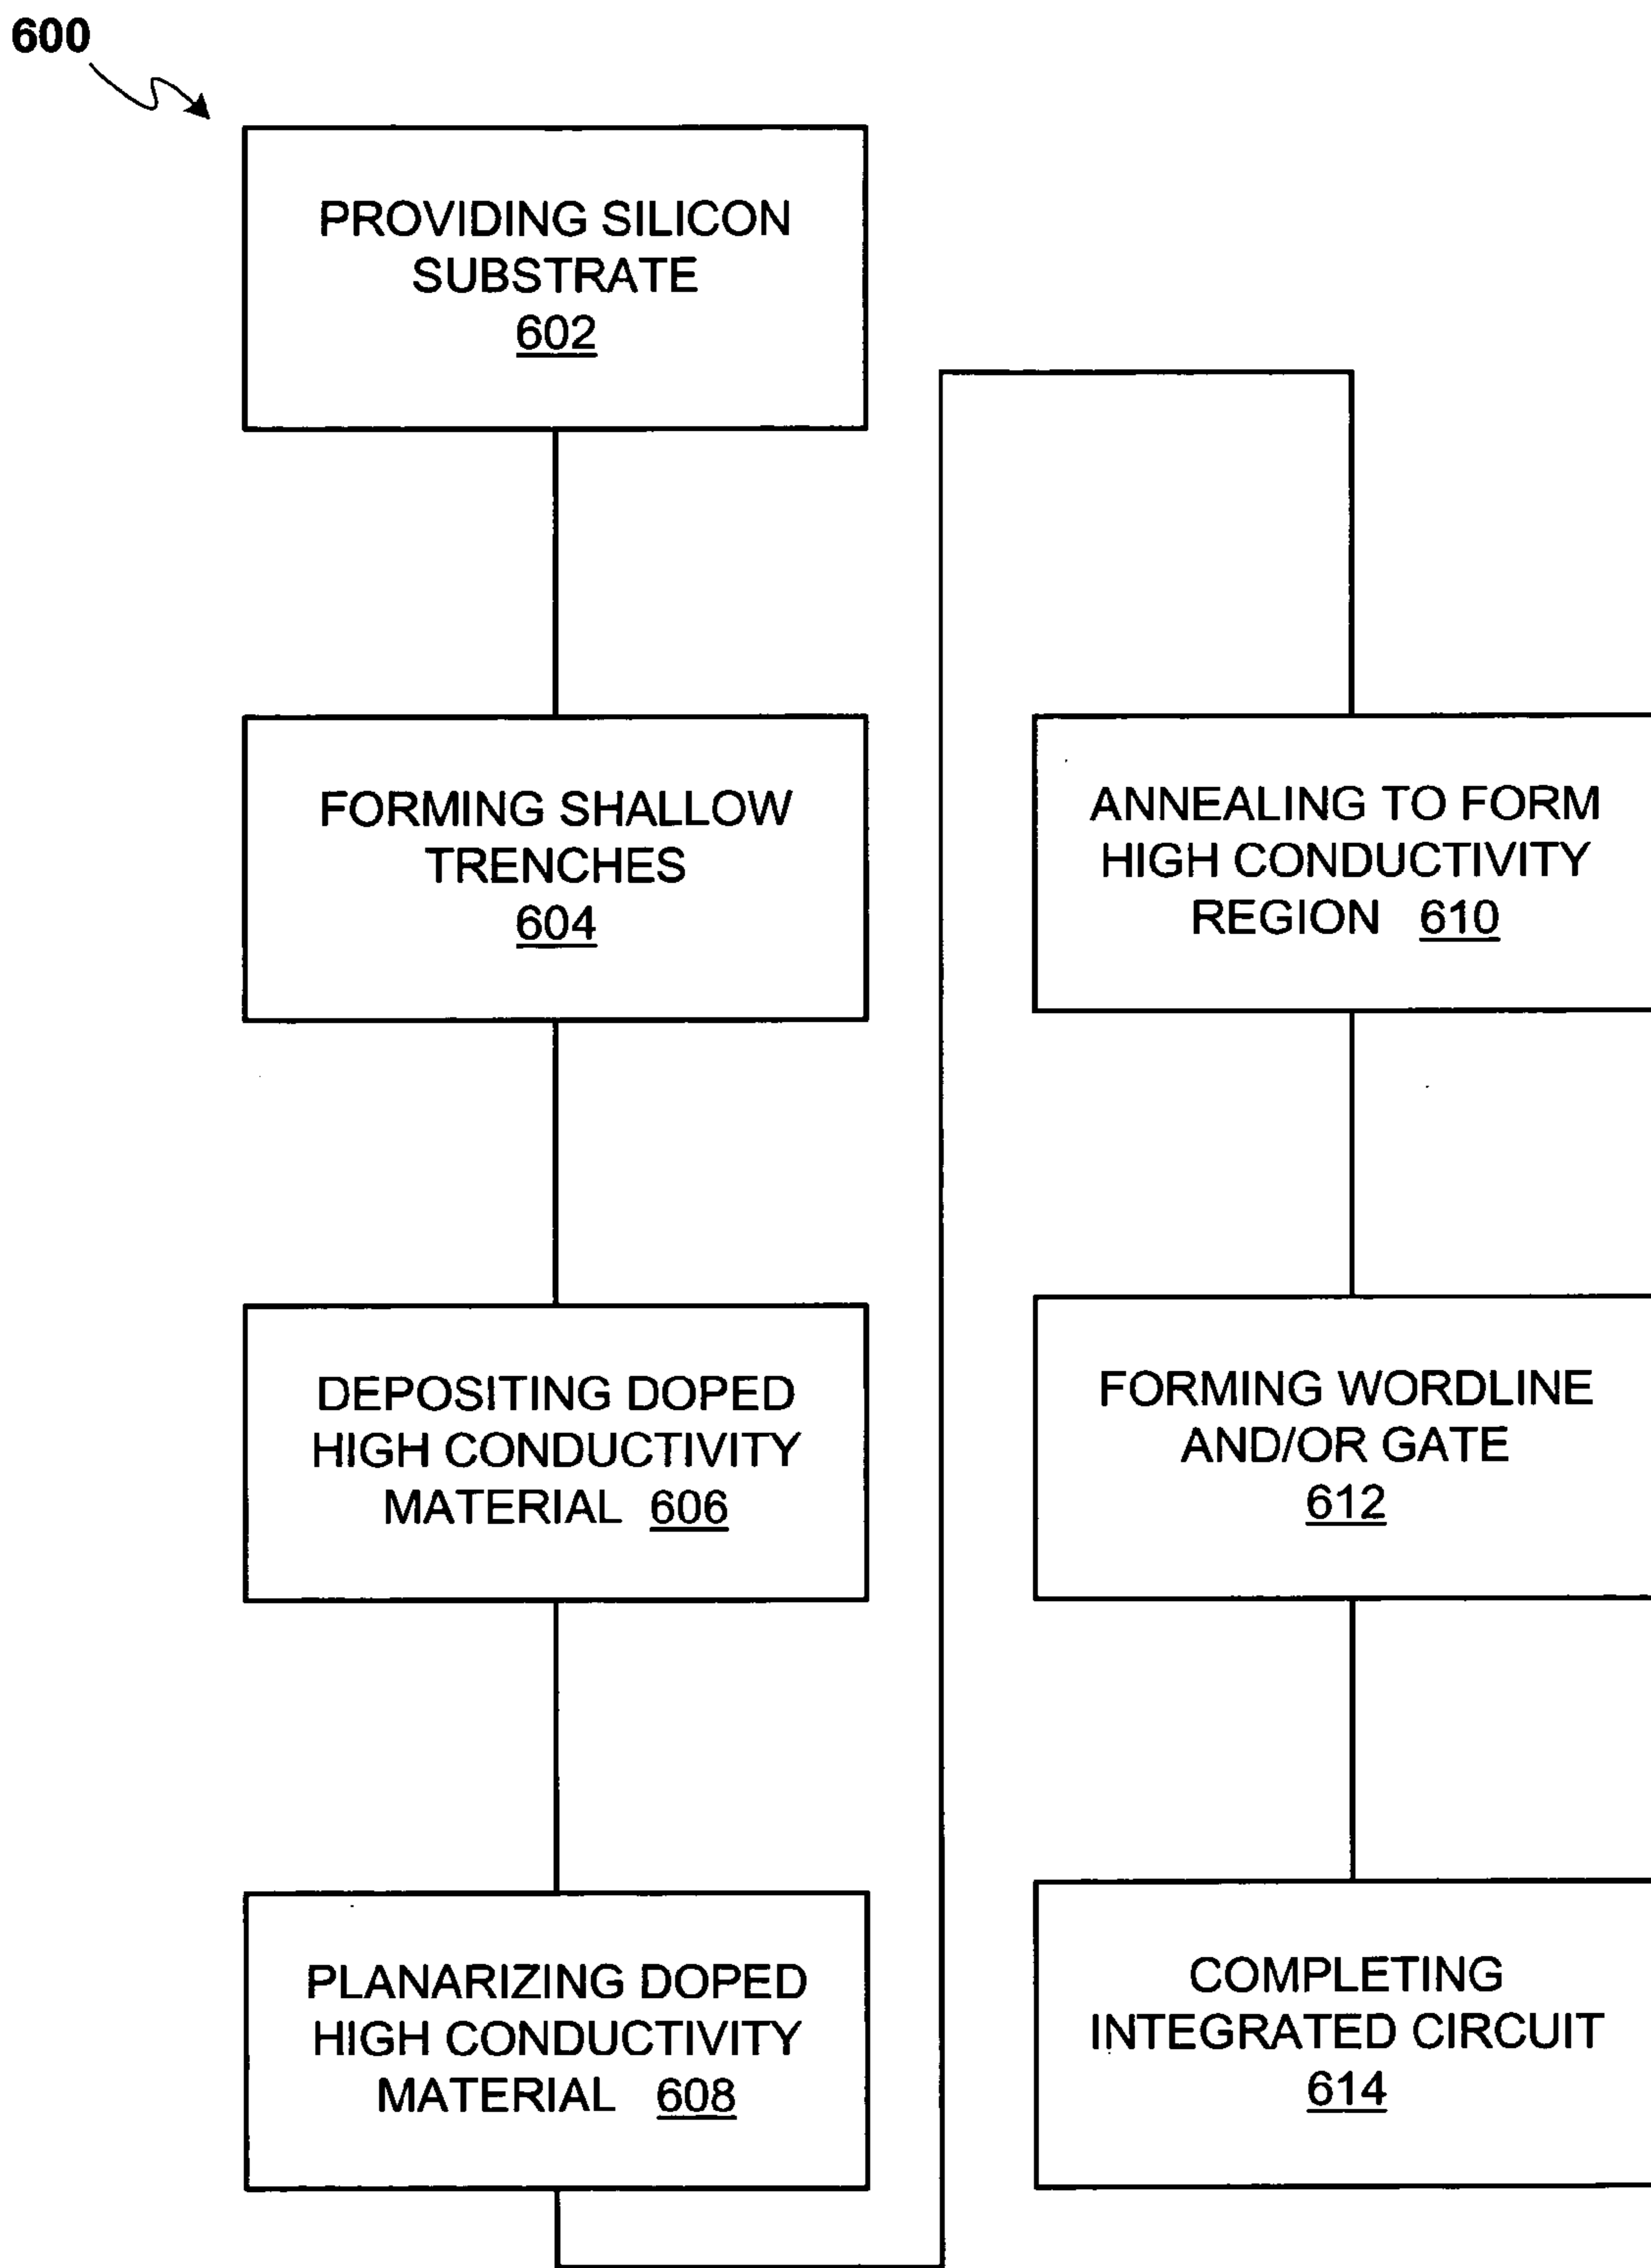 600
PROVIDING SILICON
SUBSTRATE
602
FORMING SHALLOW
TRENCHES
604
DEPOSITING DOPED
HIGH CONDUCTIVITY
MATERIAL 606
PLANARIZING DOPED
HIGH CONDUCTIVITY
MATERIAL 608
ANNEALING TO FORM
HIGH CONDUCTIVITY
REGION 610
FORMING WORDLINE
AND/OR GATE
612
COMPLETING
INTEGRATED CIRCUIT
614